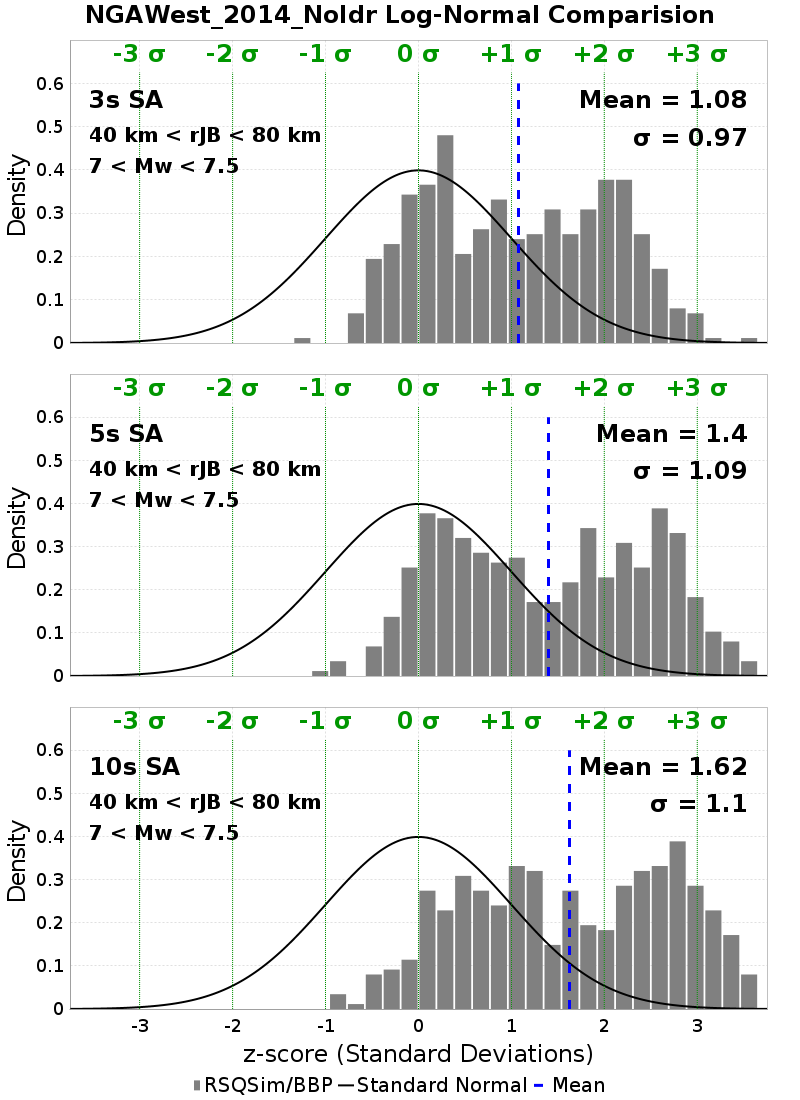 NGAWest_2014_NoIdr Log-Normal Comparision
-3 σ -2 σ -1 σ 0 σ +1 σ +2 σ +3 σ
0.6
3s SA Mean = 1.08
0.5
40 km < rJB < 80 km σ = 0.97
7 < Mw < 7.5
0.4
0.3
0.2
0.1
0
Density
-3 σ -2 σ -1 σ 0 σ +1 σ +2 σ +3 σ
0.6
5s SA Mean = 1.4
0.5
40 km < rJB < 80 km σ = 1.09
7 < Mw < 7.5
0.4
0.3
0.2
0.1
0
Density
-3 σ -2 σ -1 σ 0 σ +1 σ +2 σ +3 σ
0.6
10s SA Mean = 1.62
0.5
40 km < rJB < 80 km σ = 1.1
7 < Mw < 7.5
0.4
0.3
0.2
0.1
0
Density
-3 -2 -1 0 1 2 3
z-score (Standard Deviations)
RSQSim/BBP Standard Normal Mean